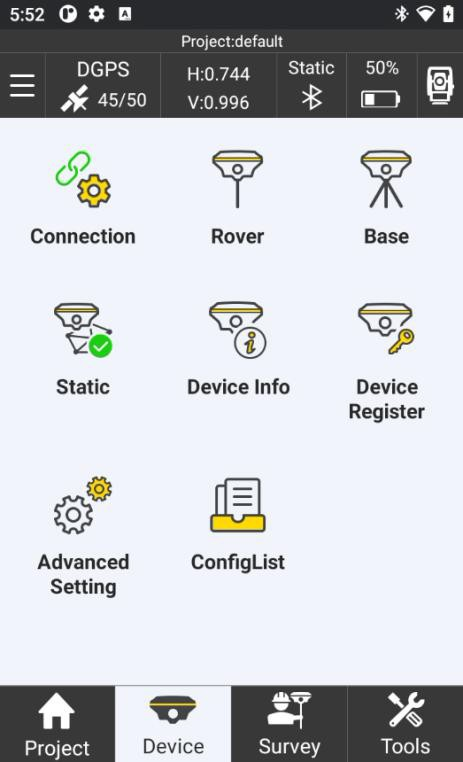 5:52
Project:default
DGPS
45/50
H:0.744
V:0.996
Static
50%
Connection
Rover
Base
Static
Device Info
Device
Register
Advanced
Setting
ConfigList
Project
Device
Survey
Tools